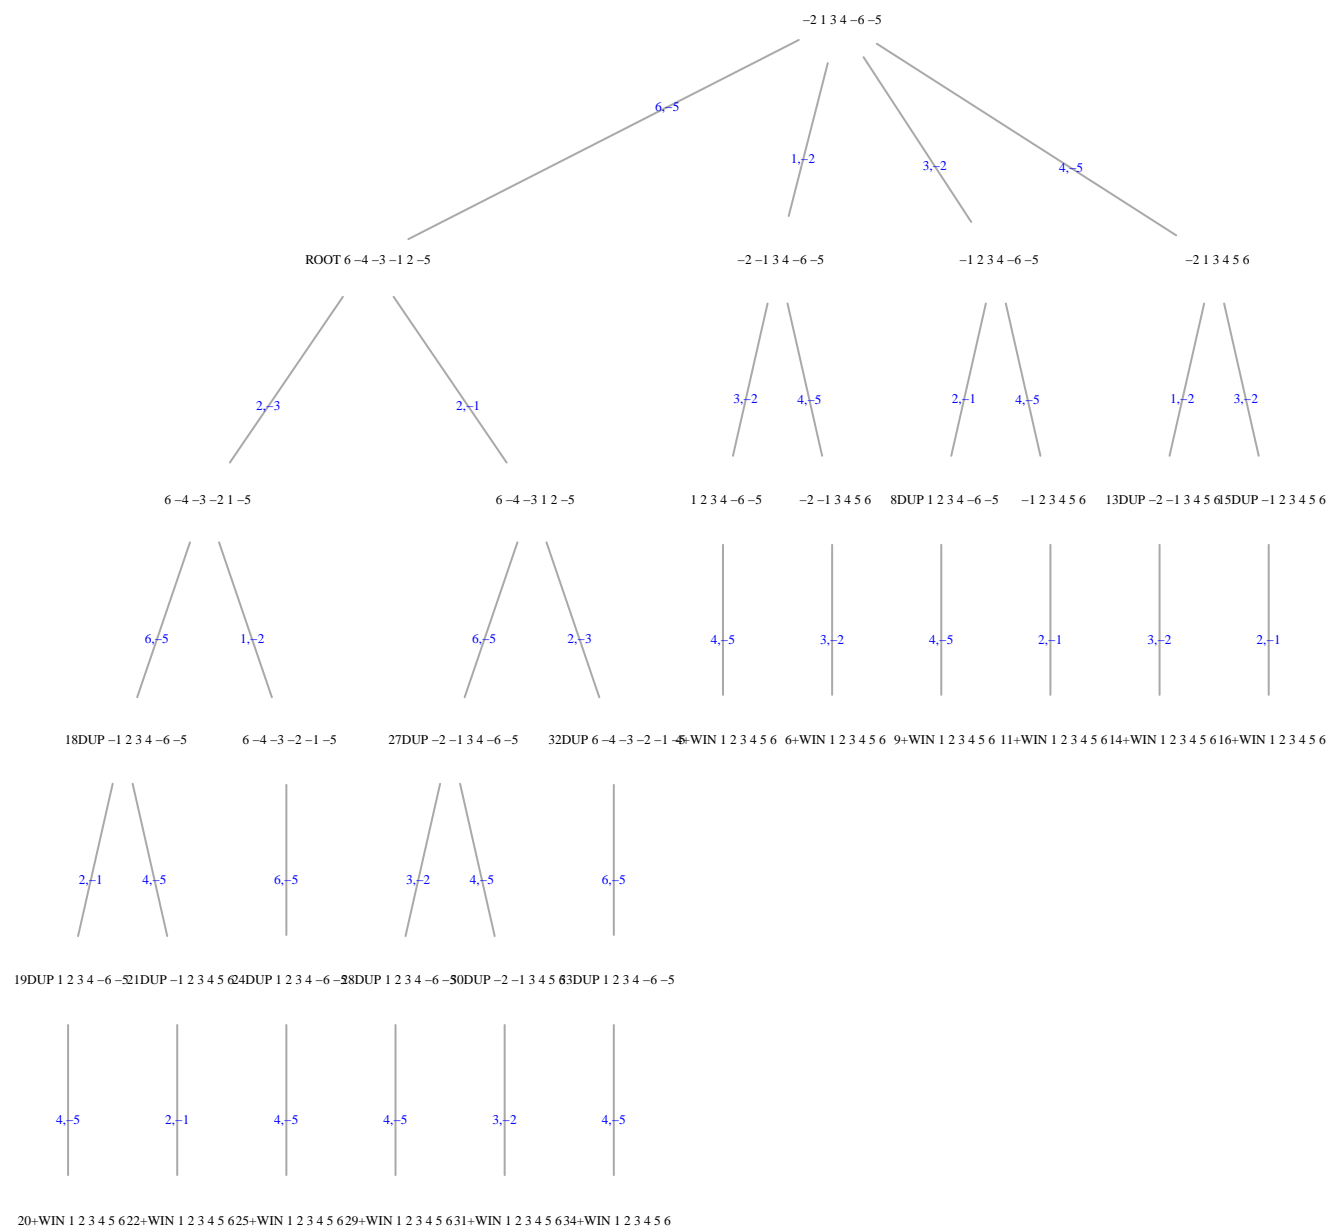 −2 1 3 4 −6 −5
6,−5
1,−2
3,−2
4,−5
ROOT 6 −4 −3 −1 2 −5
−2 −1 3 4 −6 −5
−1 2 3 4 −6 −5
−2 1 3 4 5 6
2,−3
2,−1
3,−2
4,−5
2,−1
4,−5
1,−2
3,−2
6 −4 −3 −2 1 −5
6 −4 −3 1 2 −5
1 2 3 4 −6 −5
−2 −1 3 4 5 6
8DUP 1 2 3 4 −6 −5
−1 2 3 4 5 6
13DUP −2 −1 3 4 5 6
15DUP −1 2 3 4 5 6
6,−5
1,−2
6,−5
2,−3
4,−5
3,−2
4,−5
2,−1
3,−2
2,−1
18DUP −1 2 3 4 −6 −5
6 −4 −3 −2 −1 −5
27DUP −2 −1 3 4 −6 −5
32DUP 6 −4 −3 −2 −1 −5
4+WIN 1 2 3 4 5 6
6+WIN 1 2 3 4 5 6
9+WIN 1 2 3 4 5 6
11+WIN 1 2 3 4 5 6
14+WIN 1 2 3 4 5 6
16+WIN 1 2 3 4 5 6
2,−1
4,−5
6,−5
3,−2
4,−5
6,−5
19DUP 1 2 3 4 −6 −5
21DUP −1 2 3 4 5 6
24DUP 1 2 3 4 −6 −5
28DUP 1 2 3 4 −6 −5
30DUP −2 −1 3 4 5 6
33DUP 1 2 3 4 −6 −5
4,−5
2,−1
4,−5
4,−5
3,−2
4,−5
20+WIN 1 2 3 4 5 6
22+WIN 1 2 3 4 5 6
25+WIN 1 2 3 4 5 6
29+WIN 1 2 3 4 5 6
31+WIN 1 2 3 4 5 6
34+WIN 1 2 3 4 5 6